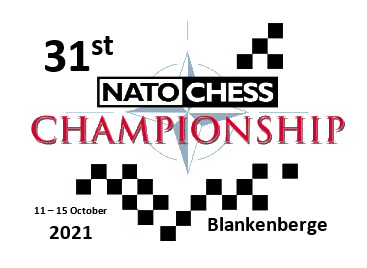 31st
NATO CHESS
CHAMPIONSHIP
11 – 15 October
2021
Blankenberge